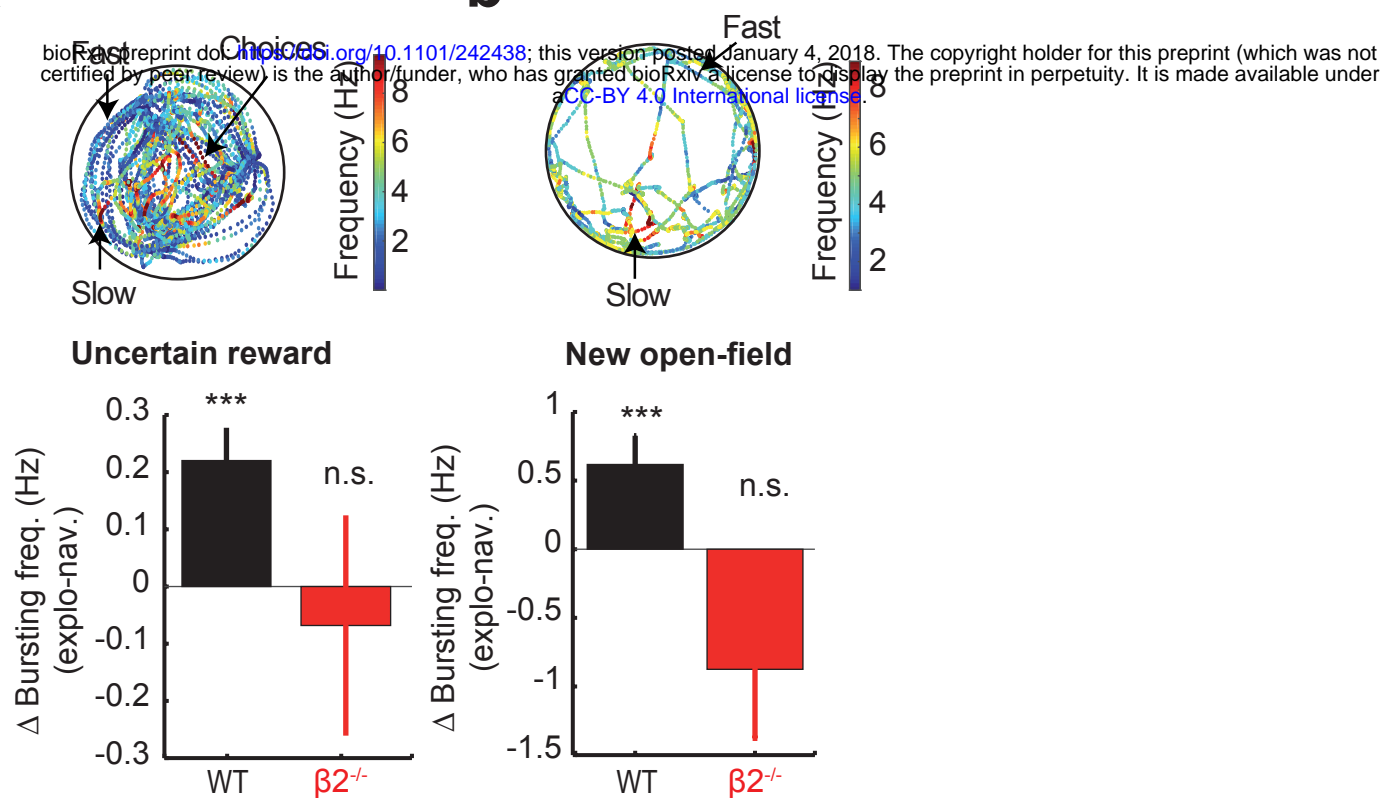 b
Fast
bioRxiv preprint doi: https://doi.org/10.1101/242438; this version posted January 4, 2018. The copyright holder for this preprint (which was not
certified by peer review) is the author/funder, who has granted bioRxiv a license to display the preprint in perpetuity. It is made available under
aCC-BY 4.0 International license.
Fast
Choices
Slow
Frequency (Hz)
8
6
4
2
Slow
Frequency (Hz)
8
6
4
2
Uncertain reward
Δ Bursting freq. (Hz)
(explo-nav.)
0.3
0.2
0.1
0
-0.1
-0.2
-0.3
***
n.s.
WT
β2-/-
New open-field
Δ Bursting freq. (Hz)
(explo-nav.)
1
0.5
0
-0.5
-1
-1.5
***
n.s.
WT
β2-/-